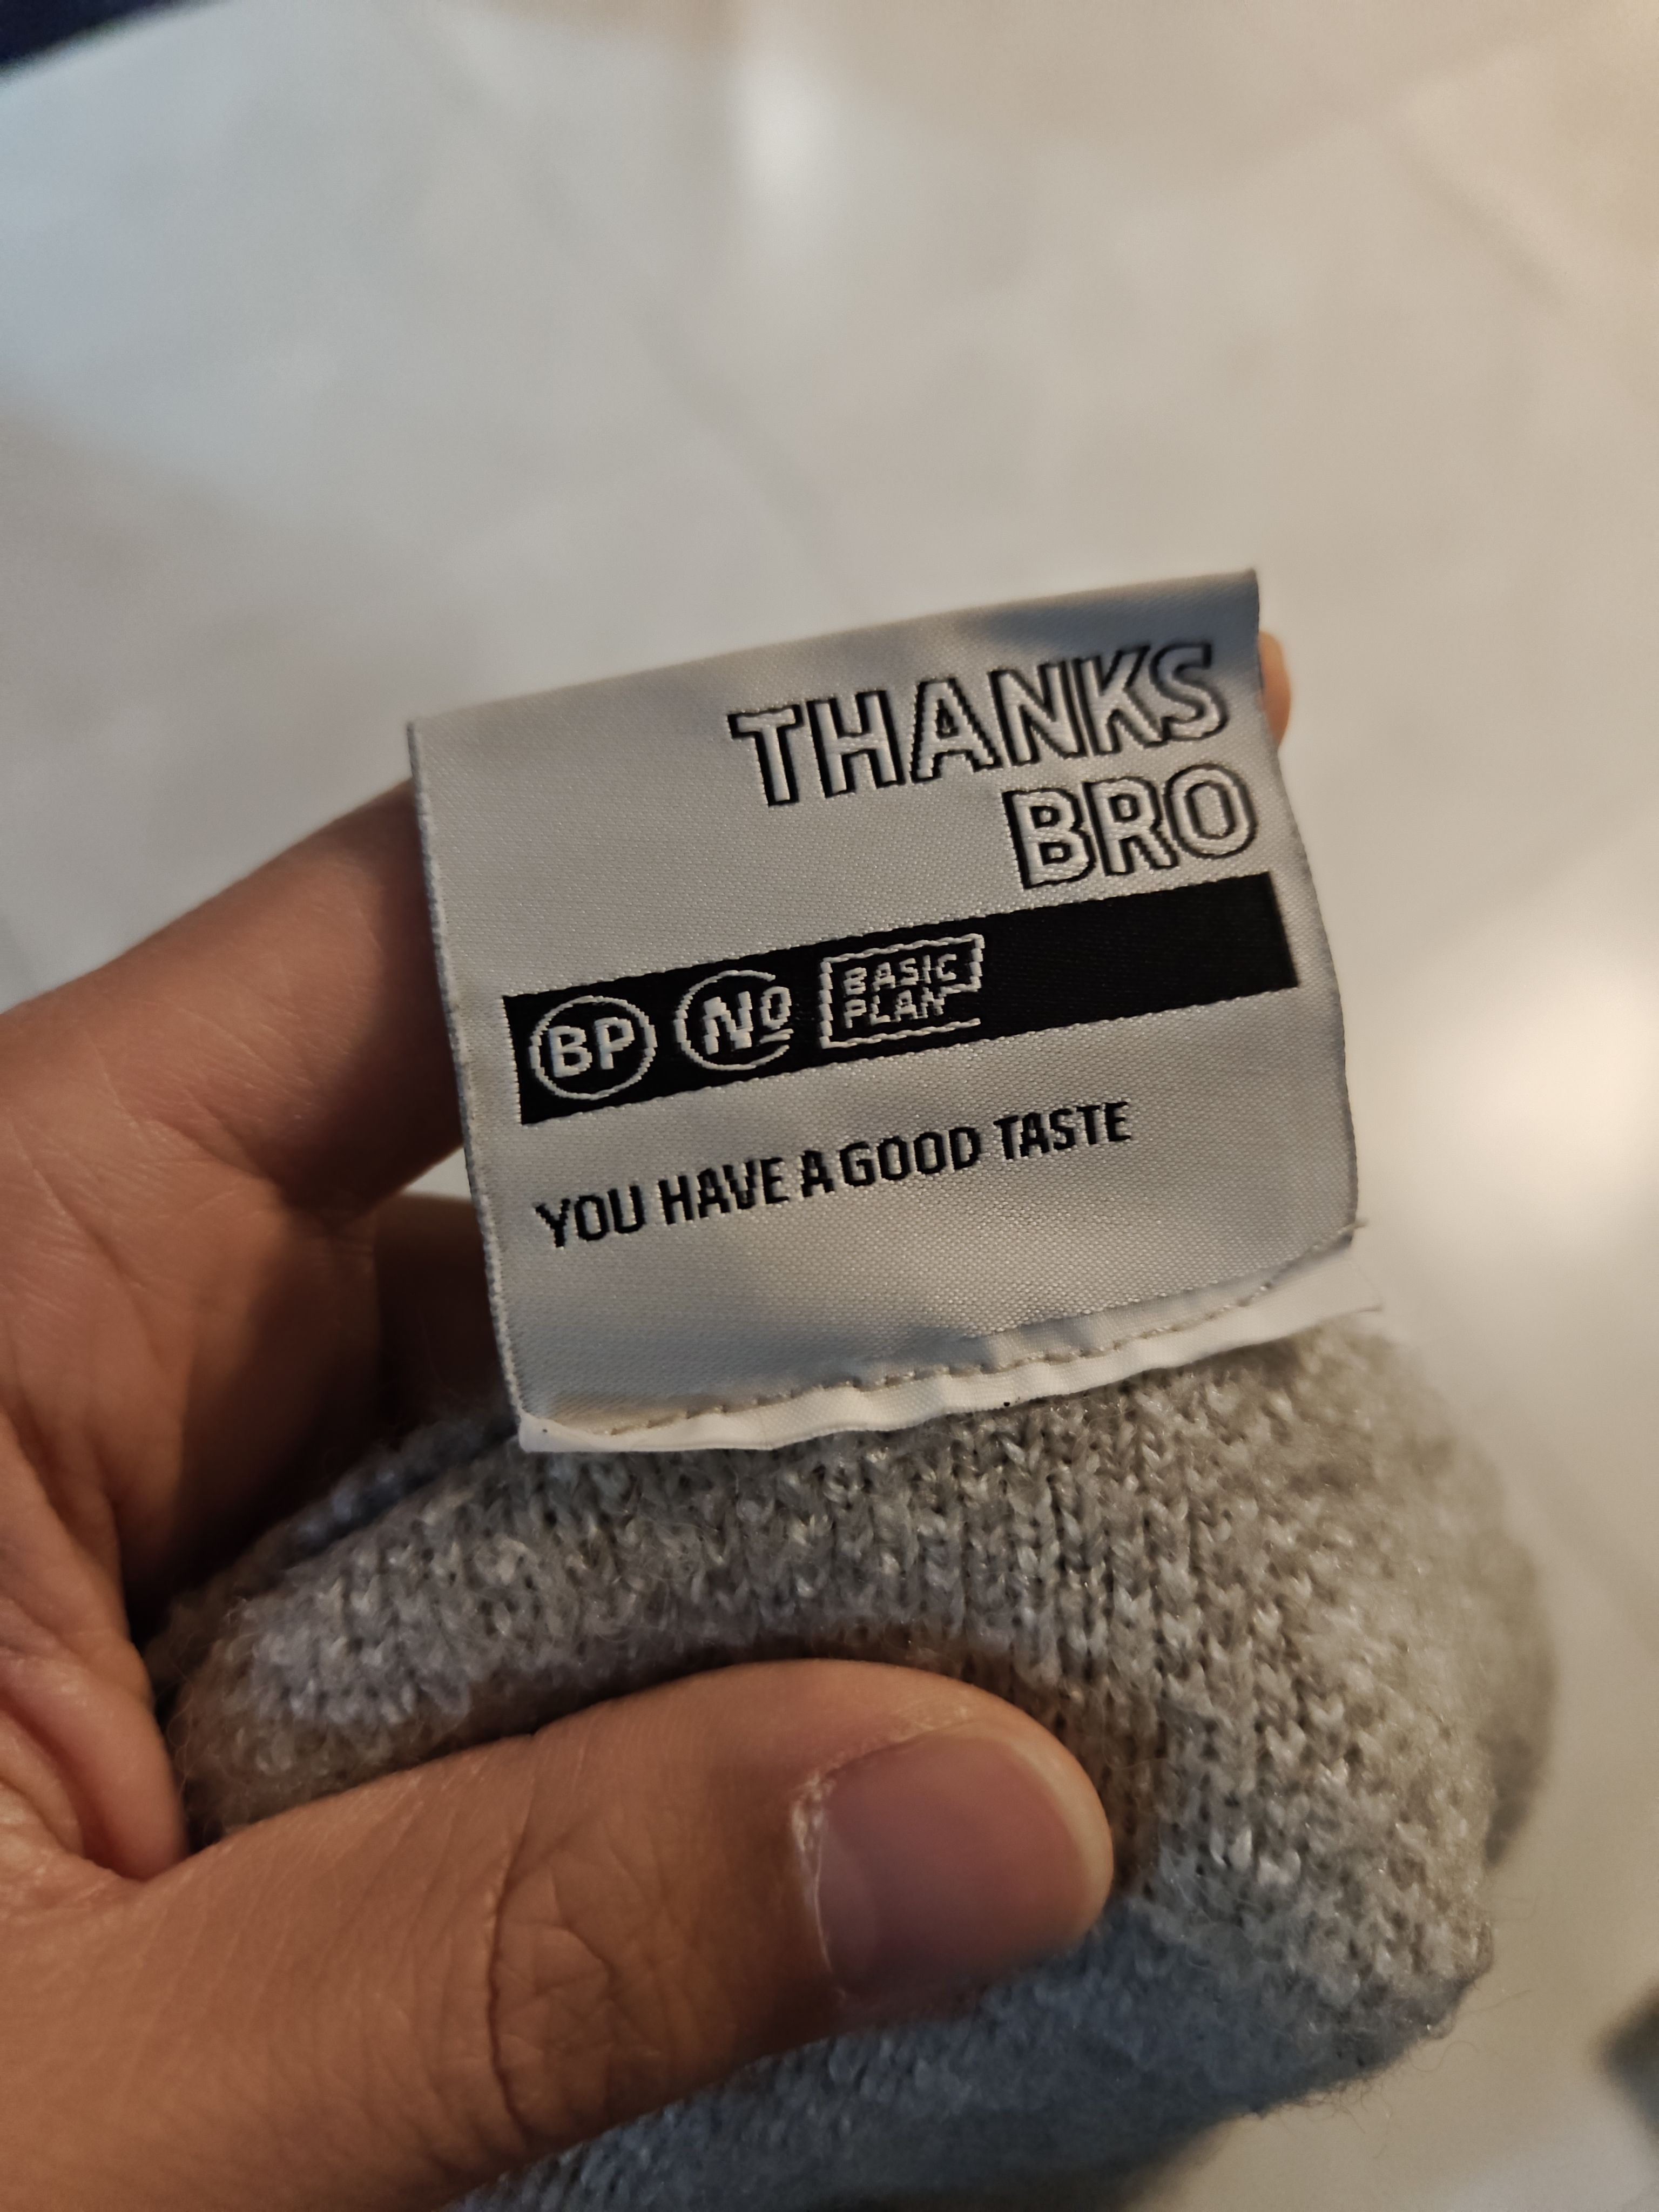 THANKS
BRO
BP No BASIC
PLAN
YOU HAVE A GOOD TASTE